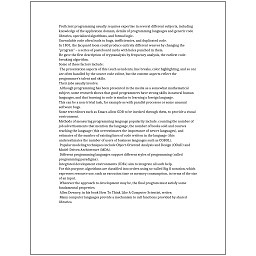 Proficient programming usually requires expertise in several different subjects, including
knowledge of the application domain, details of programming languages and generic code
libraries, specialized algorithms, and formal logic.
Unreadable code often leads to bugs, inefficiencies, and duplicated code.
In 1801, the Jacquard loom could produce entirely different weaves by changing the
"program" – a series of pasteboard cards with holes punched in them.
He gave the first description of cryptanalysis by frequency analysis, the earliest code-
breaking algorithm.
Some of these factors include:
The presentation aspects of this (such as indents, line breaks, color highlighting, and so on)
are often handled by the source code editor, but the content aspects reflect the
programmer's talent and skills.
Their jobs usually involve:
Although programming has been presented in the media as a somewhat mathematical
subject, some research shows that good programmers have strong skills in natural human
languages, and that learning to code is similar to learning a foreign language.
This can be a non-trivial task, for example as with parallel processes or some unusual
software bugs.
Some text editors such as Emacs allow GDB to be invoked through them, to provide a visual
environment.
Methods of measuring programming language popularity include: counting the number of
job advertisements that mention the language, the number of books sold and courses
teaching the language (this overestimates the importance of newer languages), and
estimates of the number of existing lines of code written in the language (this
underestimates the number of users of business languages such as COBOL).
Popular modeling techniques include Object-Oriented Analysis and Design (OOAD) and
Model-Driven Architecture (MDA).
Different programming languages support different styles of programming (called
programming paradigms).
Integrated development environments (IDEs) aim to integrate all such help.
For this purpose, algorithms are classified into orders using so-called Big O notation, which
expresses resource use, such as execution time or memory consumption, in terms of the size
of an input.
Whatever the approach to development may be, the final program must satisfy some
fundamental properties.
Allen Downey, in his book How To Think Like A Computer Scientist, writes:
Many computer languages provide a mechanism to call functions provided by shared
libraries.